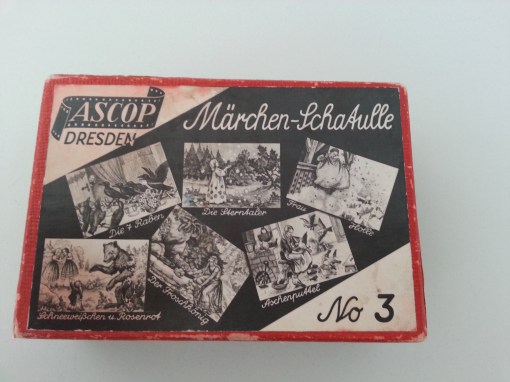 ASCOP
DRESDEN
Märchen-Schatulle
Die 7 Raben
Die Sterntaler
Frau Holle
Schneeweißchen u. Rosenrot
Der Froschkönig
Aschenputtel
No 3